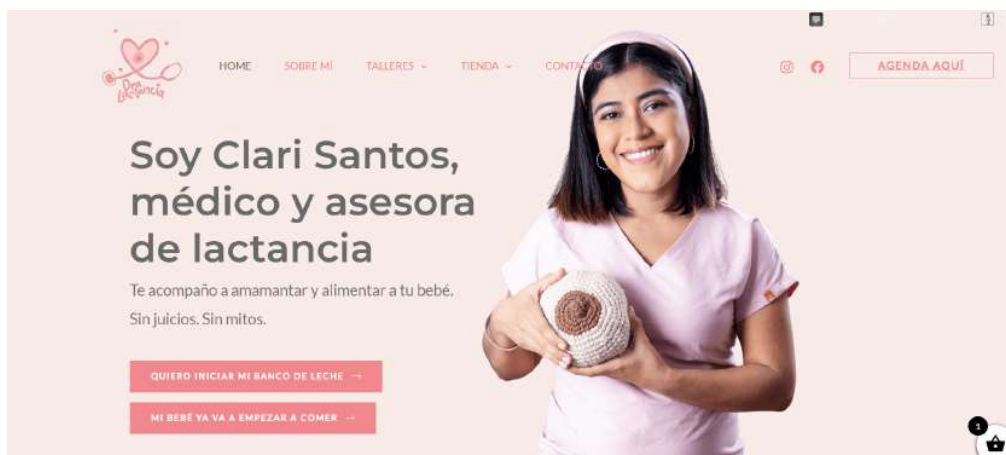 Dra Lactancia
HOME SOBRE MÍ TALLERES TIENDA CONTACTO AGENDA AQUÍ
Soy Clari Santos,
médico y asesora
de lactancia
Te acompaño a amamantar y alimentar a tu bebé.
Sin juicios. Sin mitos.
QUIERO INICIAR MI BANCO DE LECHE →
MI BEBÉ YA VA A EMPEZAR A COMER →
1